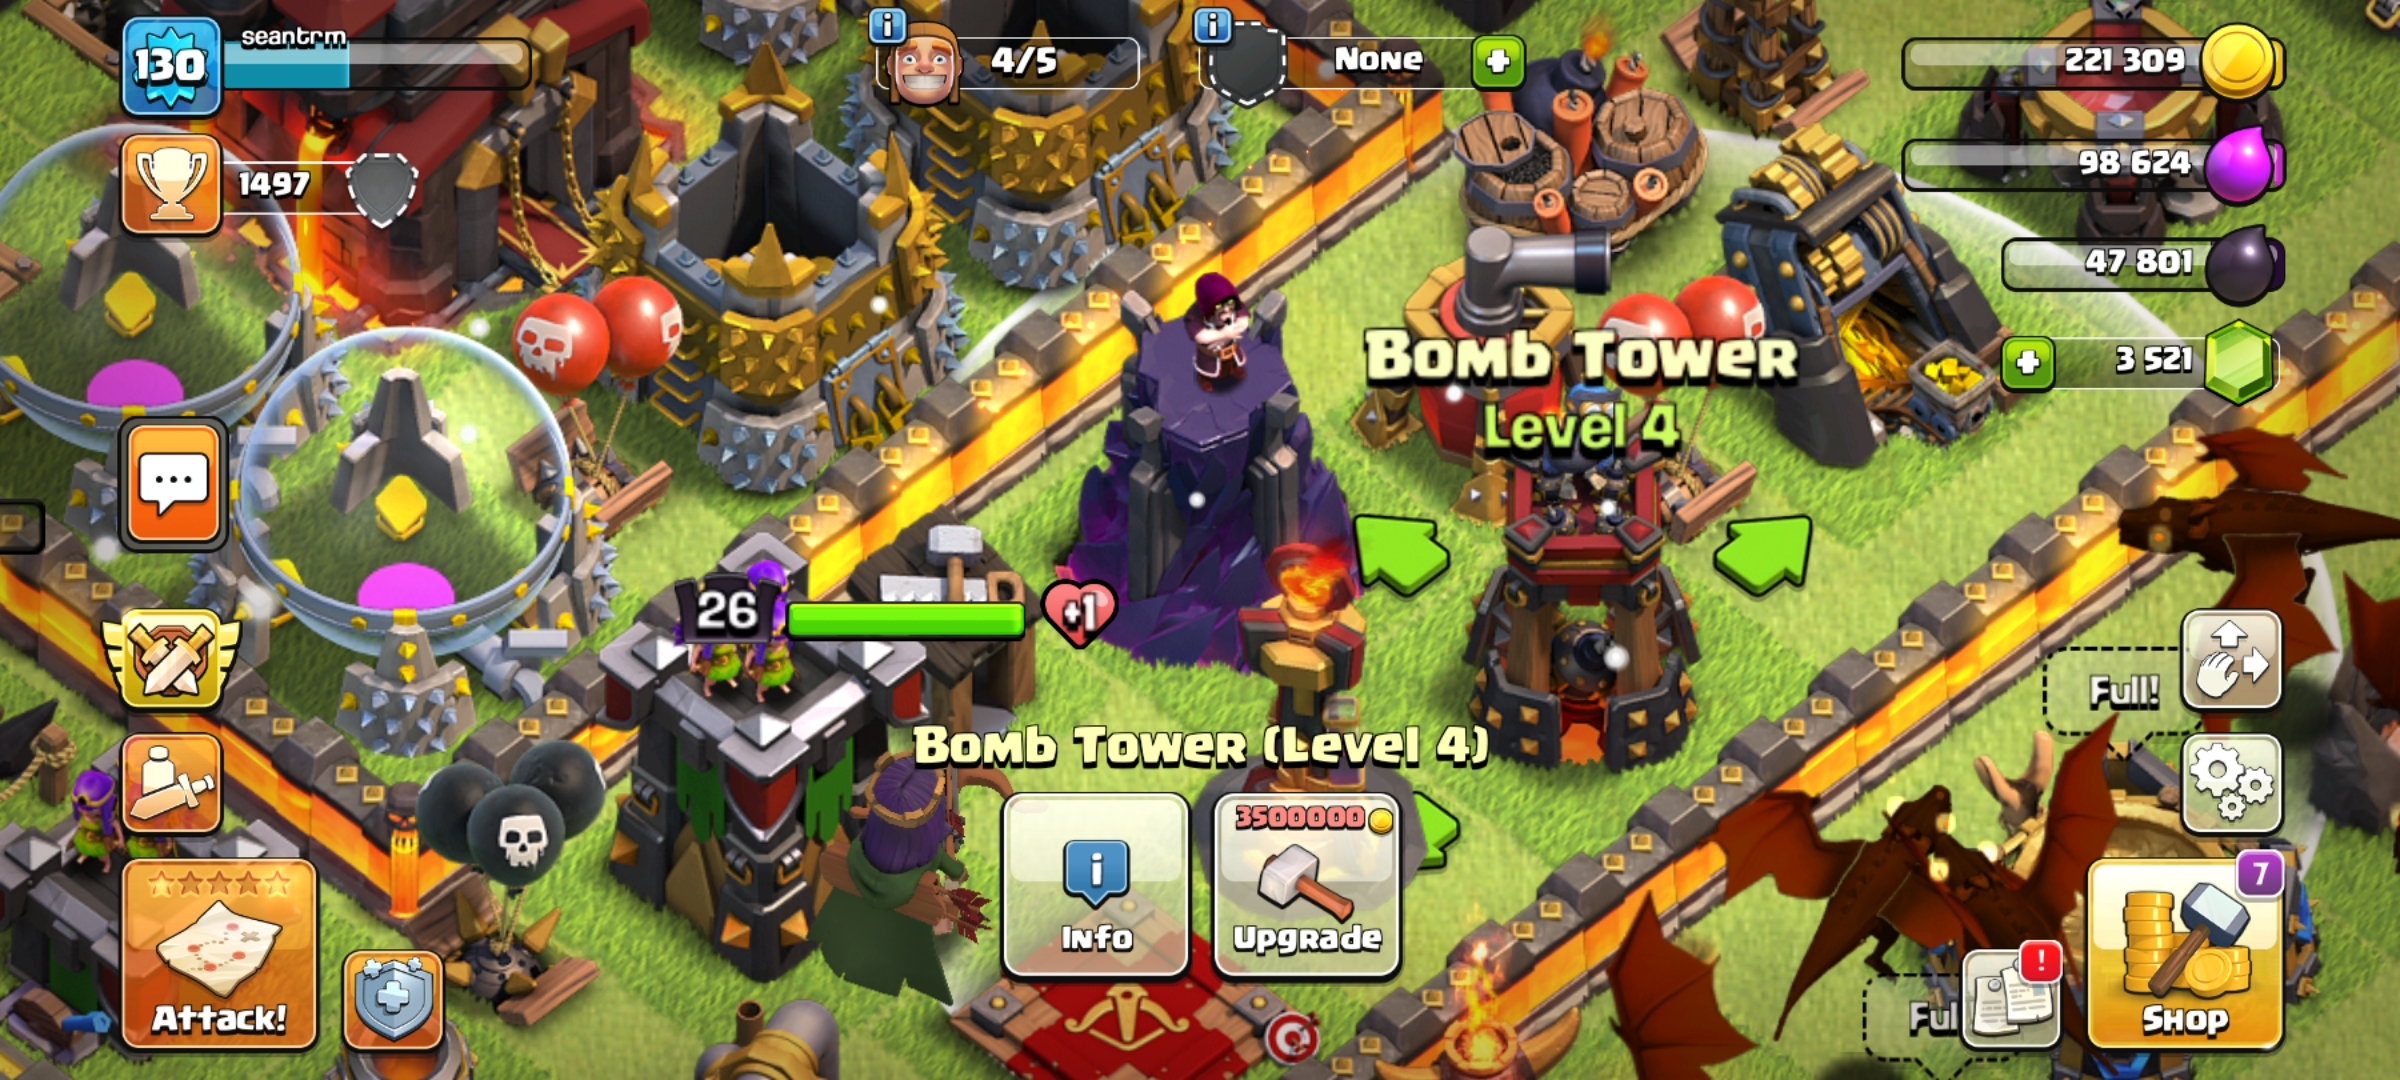 130
seantrm
4/5
None
221 309
1497
98 624
47 801
3 521
Bomb Tower
Level 4
26
+1
Full!
Bomb Tower (Level 4)
3500000
Info
Upgrade
7
Attack!
Ful
!
Shop